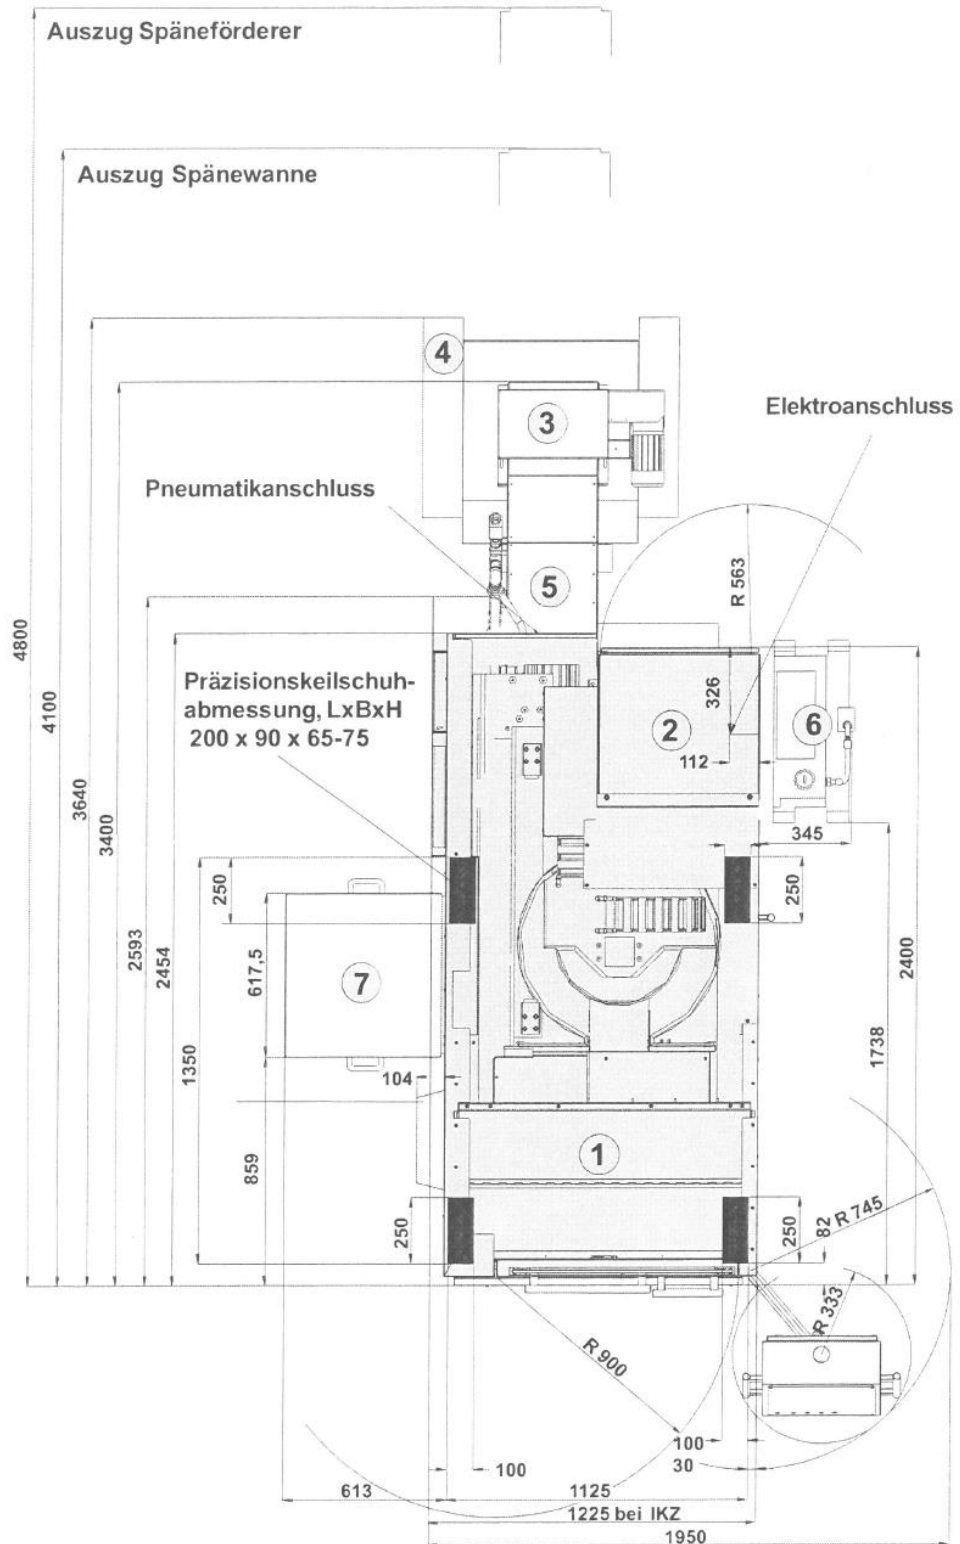 Auszug Späneförderer
Auszug Spänewanne
4
3
Elektroanschluss
Pneumatikanschluss
R 563
5
4800
4100
3640
3400
2593
2454
Präzisionskeilschuh-
abmessung, LxBxH
200 x 90 x 65-75
326
2
112
6
345
250
250
2400
617,5
7
1350
104
1738
859
1
250
250
82
R 745
R 333
R 900
100
30
100
613
1125
1225 bei IKZ
1950